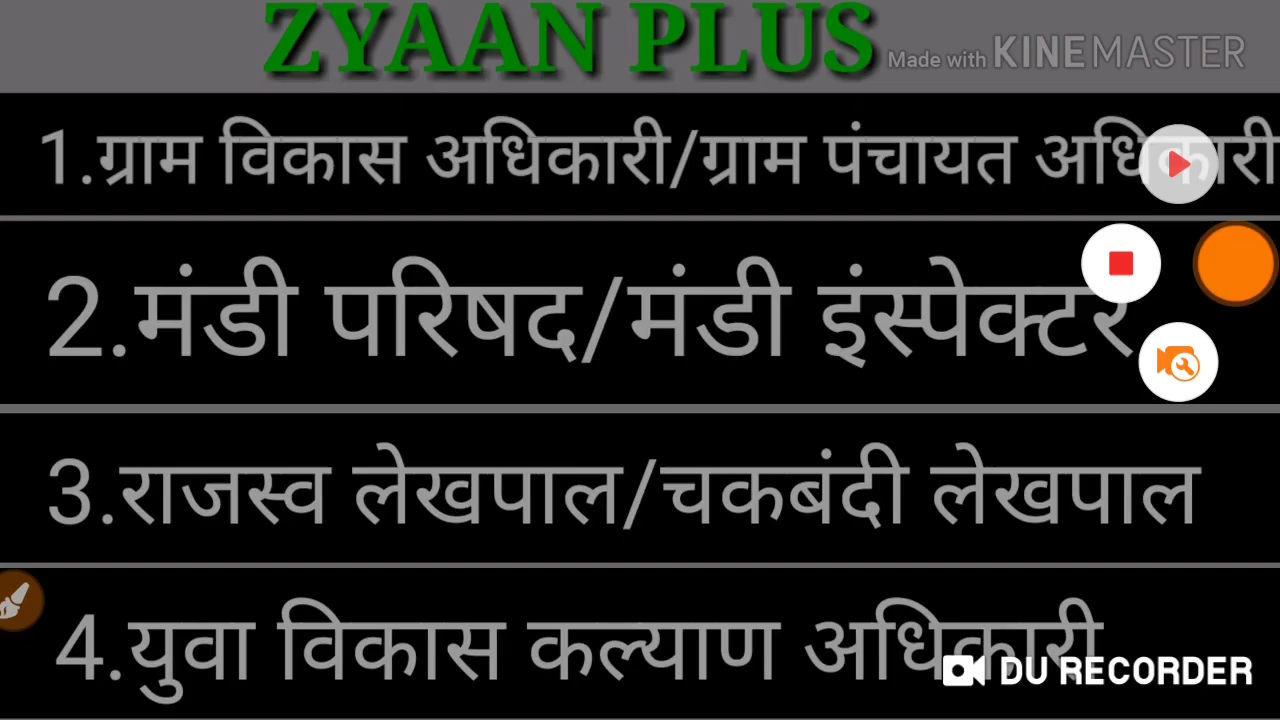 ZYAAN PLUS
Made with KINEMASTER
1.ग्राम विकास अधिकारी/ग्राम पंचायत अधिकारी
2.मंडी परिषद/मंडी इंस्पेक्टर
3.राजस्व लेखपाल/चकबंदी लेखपाल
4.युवा विकास कल्याण अधिकारी
DU RECORDER